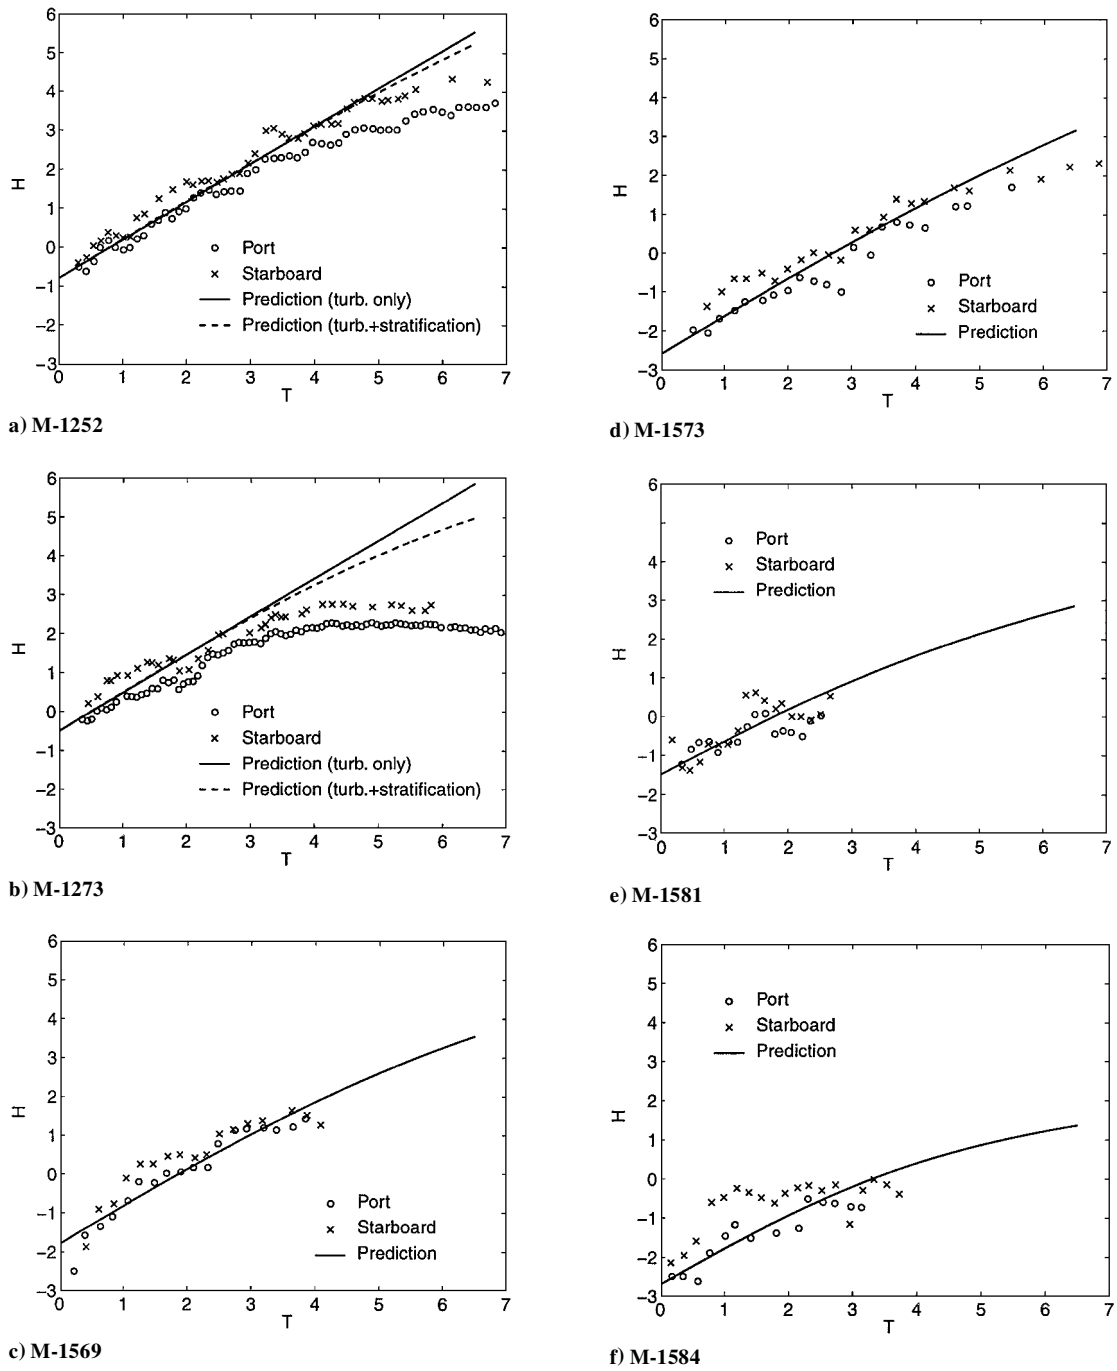 6
5
4
3
2
1
0
−1
−2
−3
H
Port
Starboard
Prediction (turb. only)
Prediction (turb.+stratification)
0 1 2 3 4 5 6 7
T
a) M-1252
6
5
4
3
2
1
0
−1
−2
−3
H
Port
Starboard
Prediction (turb. only)
Prediction (turb.+stratification)
0 1 2 3 4 5 6 7
T
b) M-1273
6
5
4
3
2
1
0
−1
−2
−3
H
Port
Starboard
Prediction
0 1 2 3 4 5 6 7
T
c) M-1569
6
5
4
3
2
1
0
−1
−2
−3
H
Port
Starboard
Prediction
0 1 2 3 4 5 6 7
T
d) M-1573
6
4
3
2
1
0
−1
−2
−3
H
Port
Starboard
Prediction
0 1 2 3 4 5 6 7
T
e) M-1581
6
5
4
3
2
1
0
−1
−2
−3
H
Port
Starboard
Prediction
0 1 2 3 4 5 6 7
T
f) M-1584